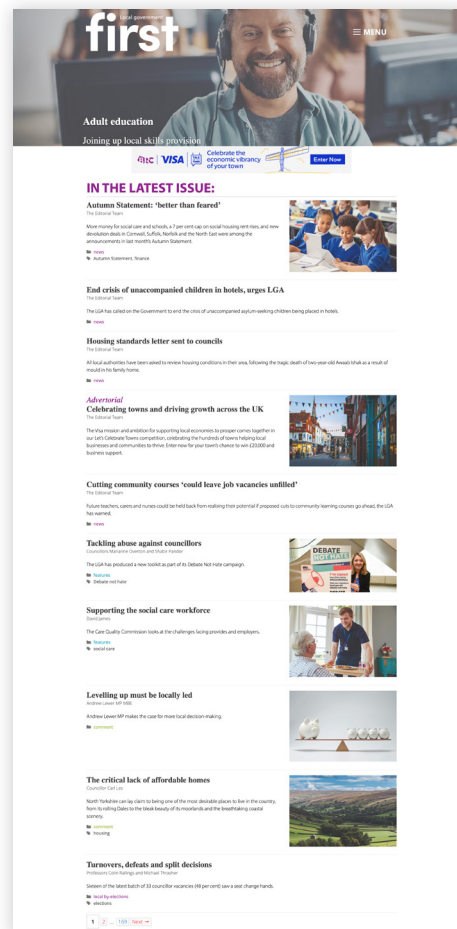 Local government
first
MENU
Adult education
Joining up local skills provision
VISA
Celebrate the
economic vibrancy
of your town
Enter Now
IN THE LATEST ISSUE:
Autumn Statement: ‘better than feared’
The Editorial Team
More money for social care and schools, a 7 per cent cap on social housing rent rises, and new
devolution deals in Cornwall, Suffolk, Norfolk and the North East were among the
announcements in last month’s Autumn Statement.
news
Autumn Statement, finance
End crisis of unaccompanied children in hotels, urges LGA
The Editorial Team
The LGA has called on the Government to end the crisis of unaccompanied asylum-seeking children being placed in hotels.
news
Housing standards letter sent to councils
The Editorial Team
All local authorities have been asked to review housing conditions in their area, following the tragic death of two-year-old Awaab Ishak as a result of
mould in his family home.
news
Advertorial
Celebrating towns and driving growth across the UK
The Editorial Team
The Visa mission and ambition for supporting local economies to prosper comes together in
our Let’s Celebrate Towns competition, celebrating the hundreds of towns helping local
businesses and communities to thrive. Enter now for your town’s chance to win £20,000 and
business support.
Cutting community courses ‘could leave job vacancies unfilled’
The Editorial Team
Future teachers, carers and nurses could be held back from realising their potential if proposed cuts to community learning courses go ahead, the LGA
has warned.
news
Tackling abuse against councillors
Councillors Marianne Overton and Bridor Pander
The LGA has produced a new toolkit as part of its Debate Not Hate campaign.
features
Debate not hate
DEBATE
NOT HATE
Supporting the social care workforce
The Care Quality Commission looks at the challenges facing provides and employers.
features
social care
Levelling up must be locally led
Andrew Lewer MP MBE
Andrew Lewer MP makes the case for more local decision-making.
comment
The critical lack of affordable homes
Councillor Carl Les
North Yorkshire can lay claim to being one of the most desirable places to live in the country,
from its rolling Dales to the bleak beauty of its moorlands and the breathtaking coastal
scenery.
comment
housing
Turnovers, defeats and split decisions
Professors Colin Rallings and Michael Thrasher
Sixteen of the latest batch of 33 councillor vacancies (48 per cent) saw a seat change hands.
local by-elections
elections
1 2 … 169 Next →